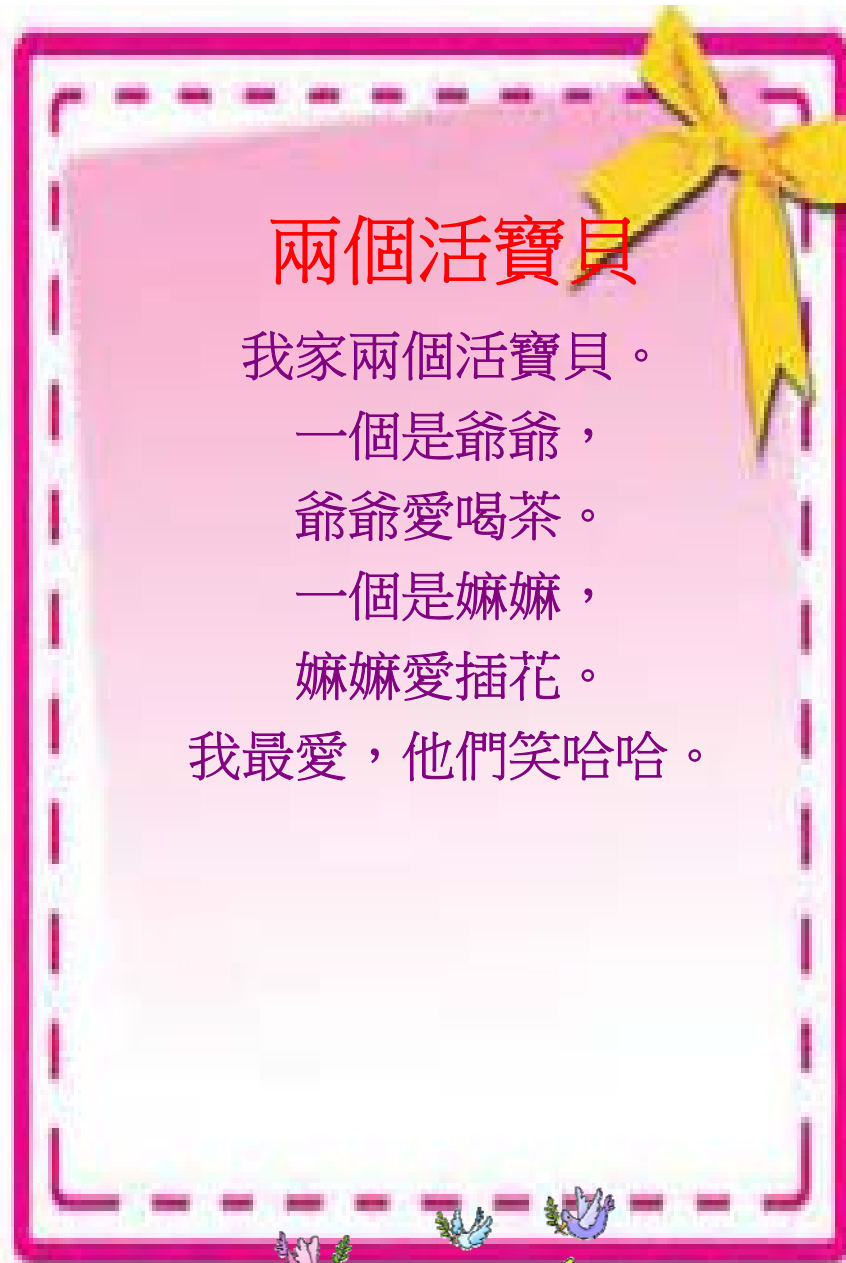 兩個活寶貝
我家兩個活寶貝。
一個是爺爺，
爺爺愛喝茶。
一個是嫲嫲，
嫲嫲愛插花。
我最愛，他們笑哈哈。